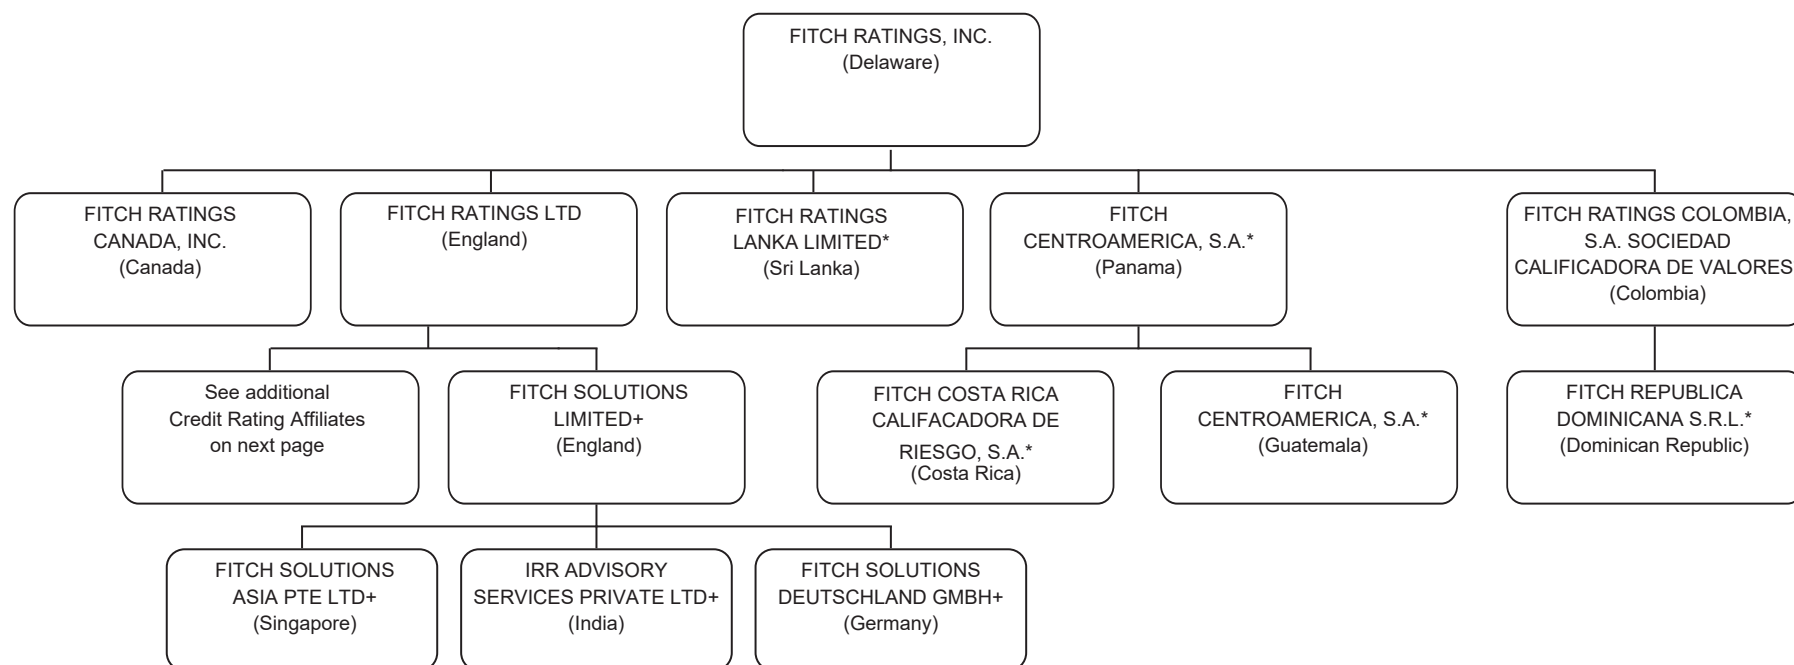 FITCH RATINGS, INC.
(Delaware)
FITCH RATINGS
CANADA, INC.
(Canada)
FITCH RATINGS LTD
(England)
FITCH RATINGS
LANKA LIMITED*
(Sri Lanka)
FITCH
CENTROAMERICA, S.A.*
(Panama)
FITCH RATINGS COLOMBIA,
S.A. SOCIEDAD
CALIFICADORA DE VALORES
(Colombia)
See additional
Credit Rating Affiliates
on next page
FITCH SOLUTIONS
LIMITED+
(England)
FITCH COSTA RICA
CALIFACADORA DE
RIESGO, S.A.*
(Costa Rica)
FITCH
CENTROAMERICA, S.A.*
(Guatemala)
FITCH REPUBLICA
DOMINICANA S.R.L.*
(Dominican Republic)
FITCH SOLUTIONS
ASIA PTE LTD+
(Singapore)
IRR ADVISORY
SERVICES PRIVATE LTD+
(India)
FITCH SOLUTIONS
DEUTSCHLAND GMBH+
(Germany)